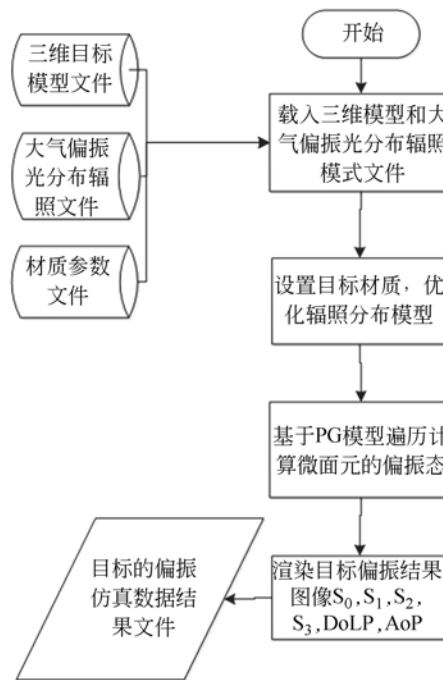 开始
三维目标
模型文件
大气偏振
光分布辐
照文件
材质参数
文件
载入三维模型和大
气偏振光分布辐照
模式文件
设置目标材质，优
化辐照分布模型
基于PG模型遍历计
算微面元的偏振态
渲染目标偏振结果
图像S₀,S₁,S₂,
S₃,DoLP,AoP
目标的偏振
仿真数据结
果文件